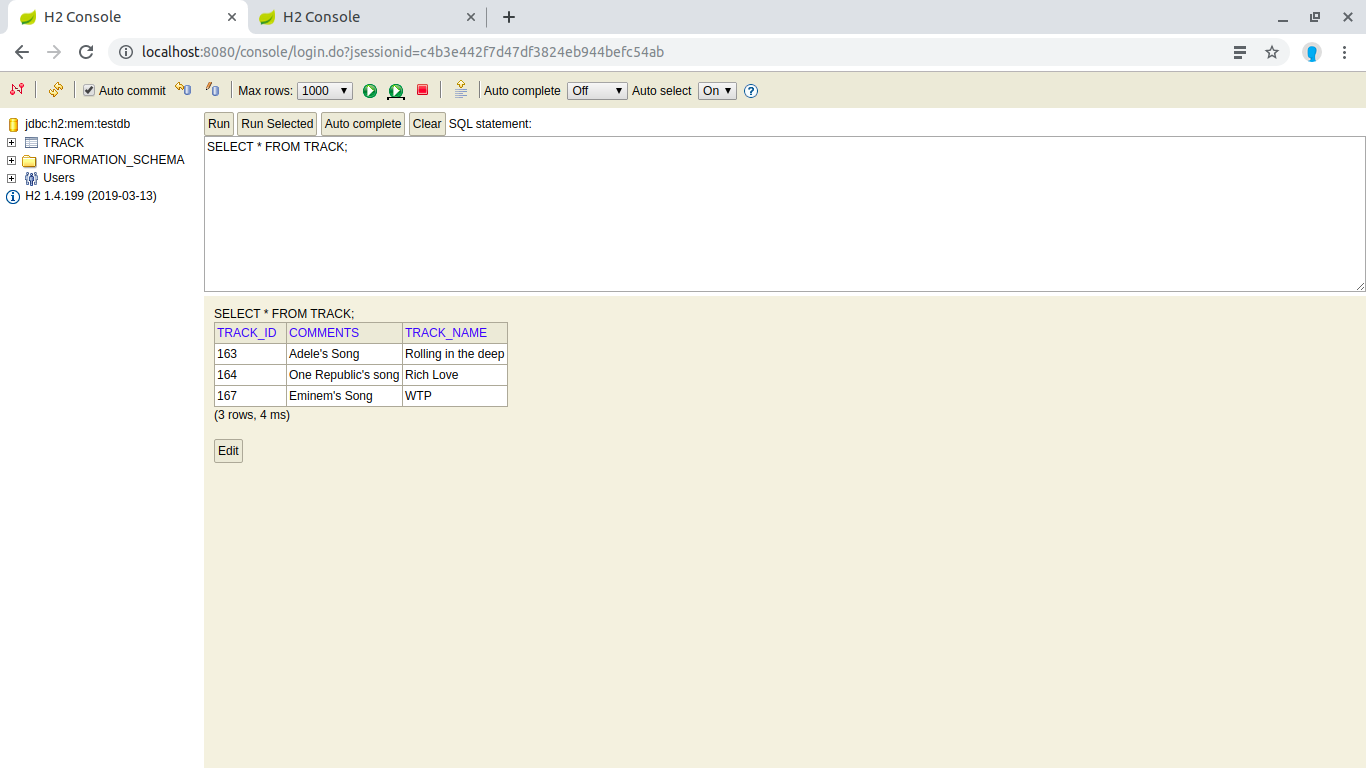 H2 Console
H2 Console
localhost:8080/console/login.do?jsessionid=c4b3e442f7d47df3824eb944befc54ab
Auto commit Max rows: 1000 Auto complete Off Auto select On
jdbc:h2:mem:testdb
TRACK
INFORMATION_SCHEMA
Users
H2 1.4.199 (2019-03-13)
Run Run Selected Auto complete Clear SQL statement:
SELECT * FROM TRACK;
SELECT * FROM TRACK;
TRACK_ID COMMENTS TRACK_NAME
163 Adele's Song Rolling in the deep
164 One Republic's song Rich Love
167 Eminem's Song WTP
(3 rows, 4 ms)
Edit